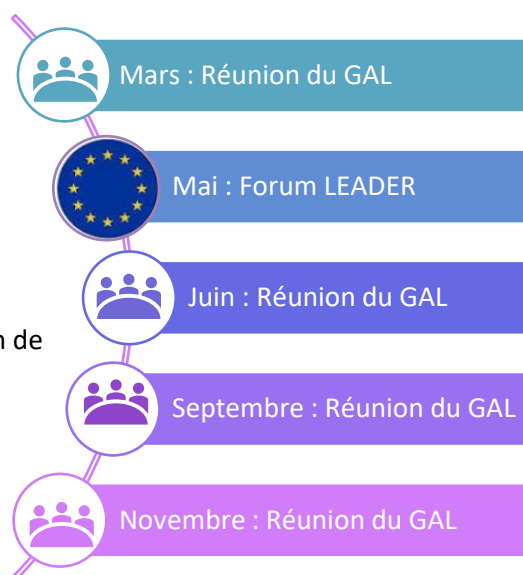 Mars : Réunion du GAL
Mai : Forum LEADER
Juin : Réunion du GAL
de
Septembre : Réunion du GAL
Novembre : Réunion du GAL